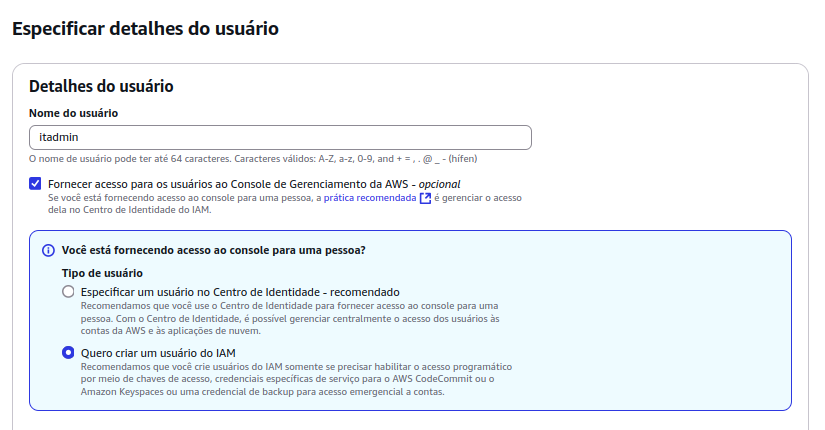 Especificar detalhes do usuário
Detalhes do usuário
Nome do usuário
itadmin
O nome de usuário pode ter até 64 caracteres. Caracteres válidos: A-Z, a-z, 0-9, and + = , . @ _ - (hífen)
Fornecer acesso para os usuários ao Console de Gerenciamento da AWS - opcional
Se você está fornecendo acesso ao console para uma pessoa, a prática recomendada é gerenciar o acesso
dela no Centro de Identidade do IAM.
Você está fornecendo acesso ao console para uma pessoa?
Tipo de usuário
Especificar um usuário no Centro de Identidade - recomendado
Recomendamos que você use o Centro de Identidade para fornecer acesso ao console para uma
pessoa. Com o Centro de Identidade, é possível gerenciar centralmente o acesso dos usuários às
contas da AWS e às aplicações de nuvem.
Quero criar um usuário do IAM
Recomendamos que você crie usuários do IAM somente se precisar habilitar o acesso programático
por meio de chaves de acesso, credenciais específicas de serviço para o AWS CodeCommit ou o
Amazon Keyspaces ou uma credencial de backup para acesso emergencial a contas.